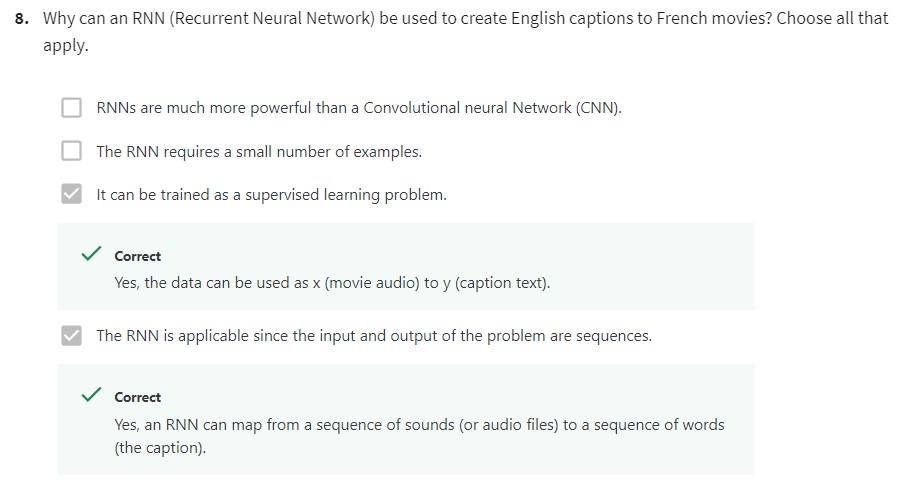 8. Why can an RNN (Recurrent Neural Network) be used to create English captions to French movies? Choose all that
apply.
RNNs are much more powerful than a Convolutional neural Network (CNN).
The RNN requires a small number of examples.
It can be trained as a supervised learning problem.
Correct
Yes, the data can be used as x (movie audio) to y (caption text).
The RNN is applicable since the input and output of the problem are sequences.
Correct
Yes, an RNN can map from a sequence of sounds (or audio files) to a sequence of words
(the caption).